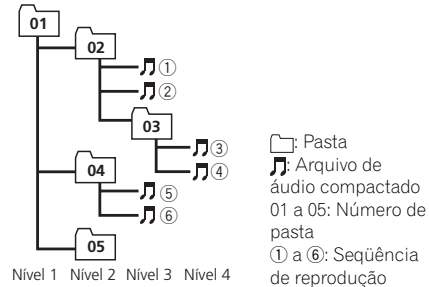 01
02
①
②
03
③
④
04
⑤
⑥
05
Nível 1 Nível 2 Nível 3 Nível 4
: Pasta
: Arquivo de
áudio compactado
01 a 05: Número de
pasta
① a ⑥: Seqüência
de reprodução